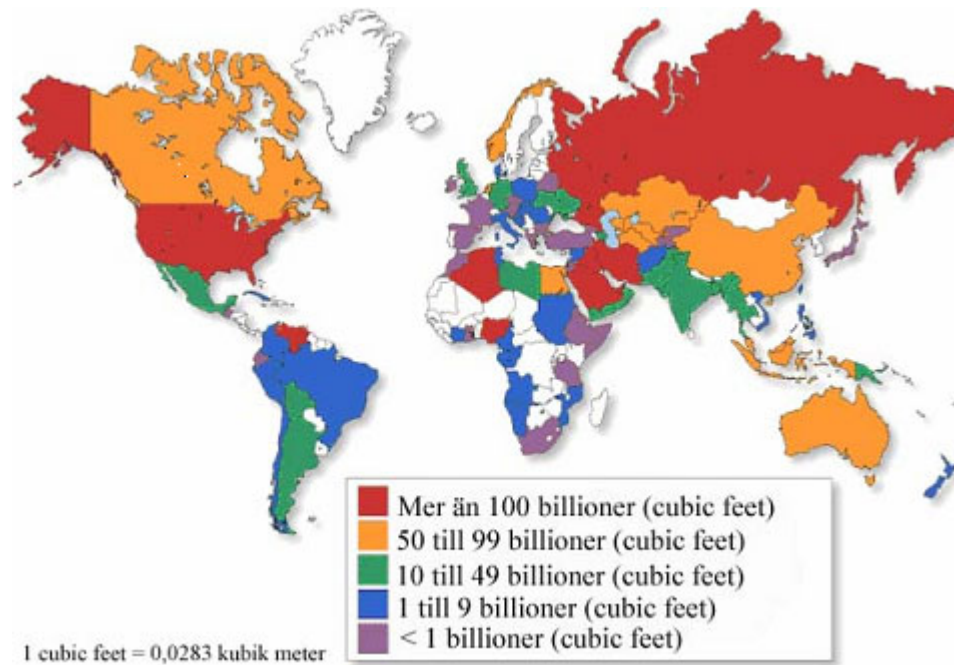 Mer än 100 billioner (cubic feet)
50 till 99 billioner (cubic feet)
10 till 49 billioner (cubic feet)
1 till 9 billioner (cubic feet)
< 1 billioner (cubic feet)
1 cubic feet = 0,0283 kubik meter